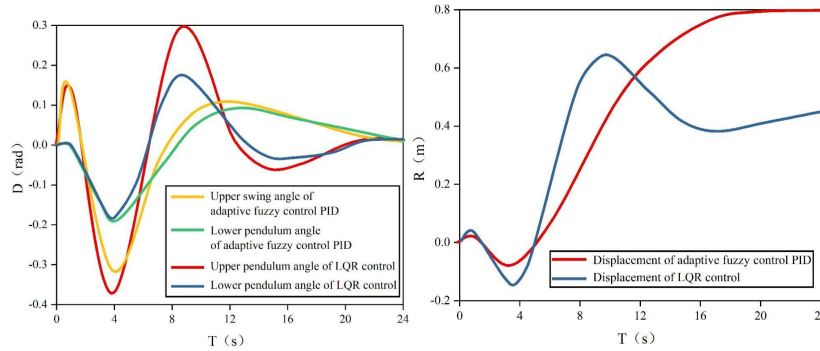 0.3
0.2
0.1
0.0
-0.1
-0.2
-0.3
-0.4
D (rad)
0
4
8
12
16
20
24
T (s)
Upper swing angle of
adaptive fuzzy control PID
Lower pendulum angle
of adaptive fuzzy control PID
Upper pendulum angle of LQR control
Lower pendulum angle of LQR control
0.8
0.6
0.4
0.2
0.0
-0.2
R (m)
0
4
8
12
16
20
24
T (s)
Displacement of adaptive fuzzy control PID
Displacement of LQR control